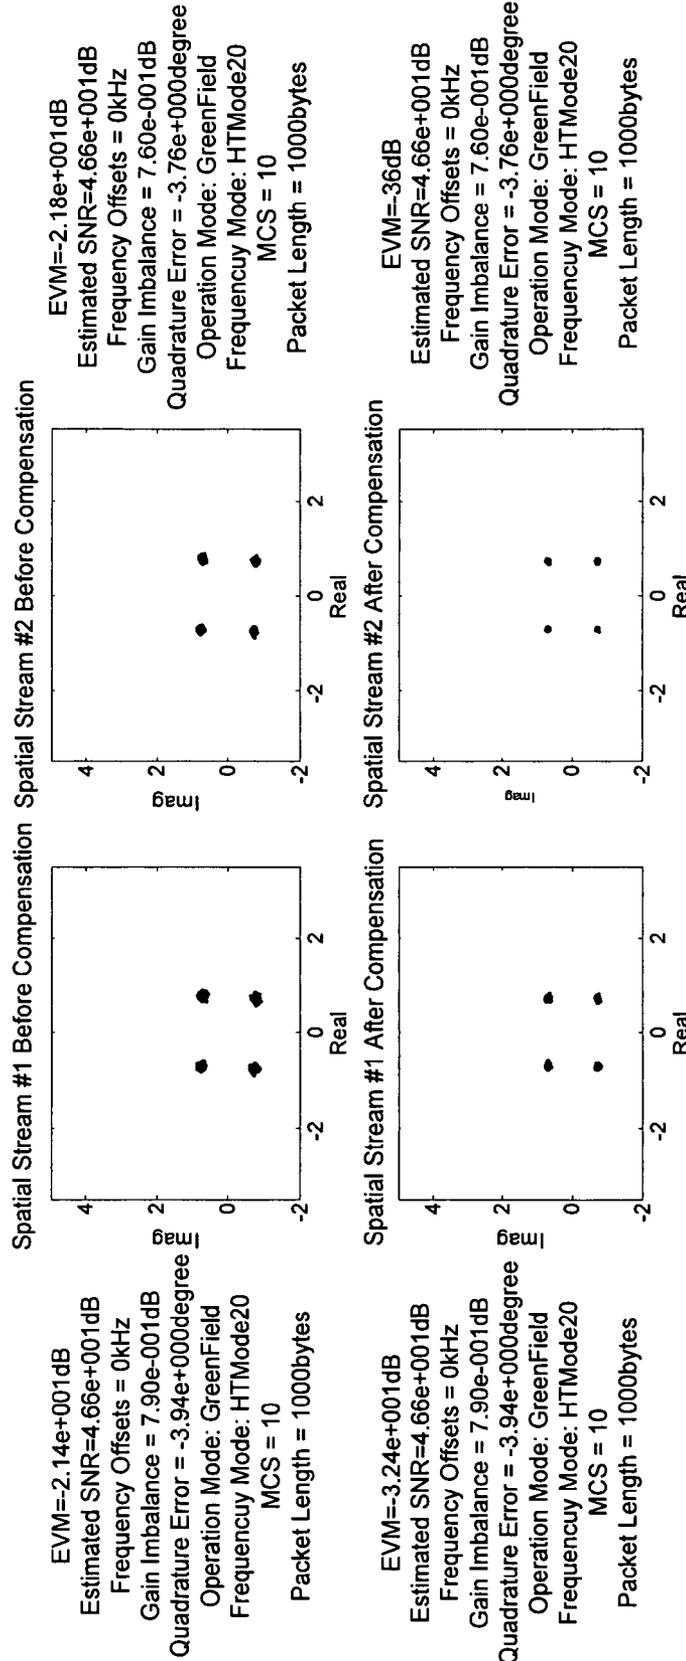 EVM=-2.14e+001dB
Estimated SNR=4.66e+001dB
Frequency Offsets = 0kHz
Gain Imbalance = 7.90e-001dB
Quadrature Error = -3.94e+000degree
Operation Mode: GreenField
Frequencuy Mode: HTMode20
MCS = 10
Packet Length = 1000bytes
Spatial Stream #1 Before Compensation
Imag
4
2
0
-2
-2
0
2
Real
Spatial Stream #2 Before Compensation
Imag
4
2
0
-2
-2
0
2
Real
EVM=-2.18e+001dB
Estimated SNR=4.66e+001dB
Frequency Offsets = 0kHz
Gain Imbalance = 7.60e-001dB
Quadrature Error = -3.76e+000degree
Operation Mode: GreenField
Frequencuy Mode: HTMode20
MCS = 10
Packet Length = 1000bytes
EVM=-3.24e+001dB
Estimated SNR=4.66e+001dB
Frequency Offsets = 0kHz
Gain Imbalance = 7.90e-001dB
Quadrature Error = -3.94e+000degree
Operation Mode: GreenField
Frequencuy Mode: HTMode20
MCS = 10
Packet Length = 1000bytes
Spatial Stream #1 After Compensation
Imag
4
2
0
-2
-2
0
2
Real
Spatial Stream #2 After Compensation
Imag
4
2
0
-2
-2
0
2
Real
EVM=-36dB
Estimated SNR=4.66e+001dB
Frequency Offsets = 0kHz
Gain Imbalance = 7.60e-001dB
Quadrature Error = -3.76e+000degree
Operation Mode: GreenField
Frequencuy Mode: HTMode20
MCS = 10
Packet Length = 1000bytes